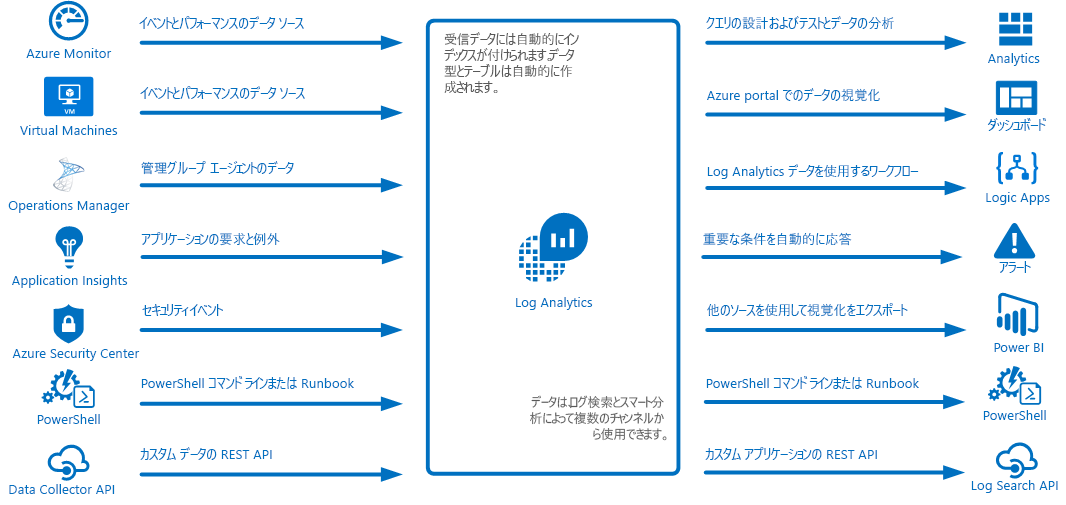 イベントとパフォーマンスのデータ ソース
Azure Monitor
イベントとパフォーマンスのデータ ソース
VM
Virtual Machines
管理グループ エージェントのデータ
Operations Manager
アプリケーションの要求と例外
Application Insights
セキュリティイベント
Azure Security Center
PowerShell コマンド ラインまたは Runbook
PowerShell
カスタム データの REST API
Data Collector API
受信データには自動的にイン
デックスが付けられます。データ
型とテーブルは自動的に作
成されます。
Log Analytics
データはログ検索とスマート分
析によって複数のチャンネルか
ら使用できます。
クエリの設計およびテストとデータの分析
Analytics
Azure portal でのデータの視覚化
ダッシュボード
Log Analytics データを使用するワークフロー
Logic Apps
重要な条件を自動的に応答
アラート
他のソースを使用して視覚化をエクスポート
Power BI
PowerShell コマンド ラインまたは Runbook
PowerShell
カスタム アプリケーションの REST API
Log Search API